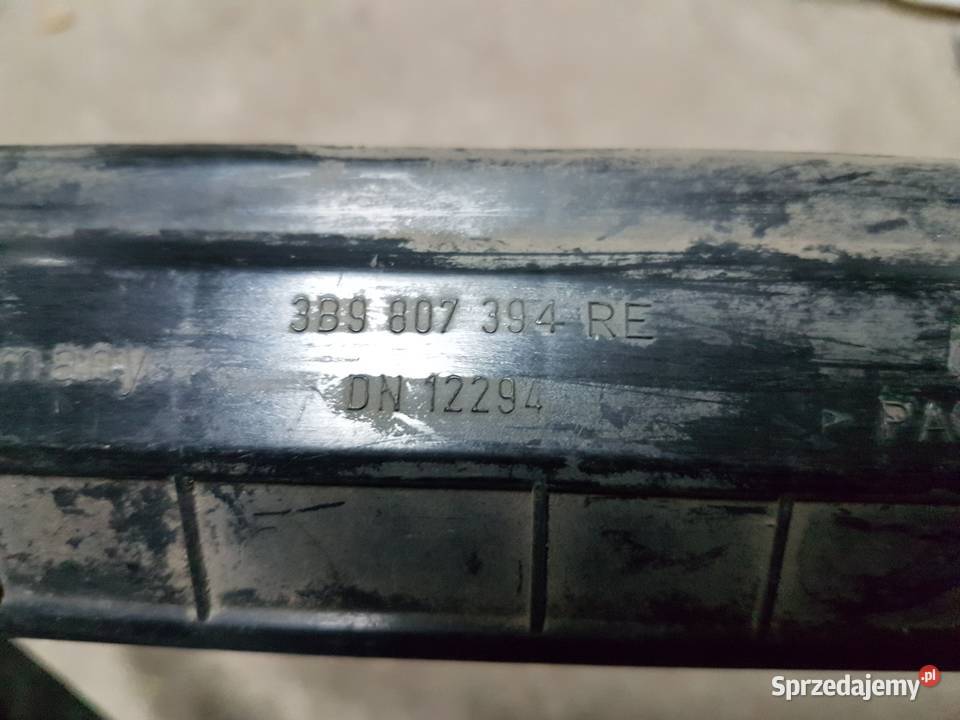 3B9 807 394 RE
DN 12294
Sprzedajemy.pl